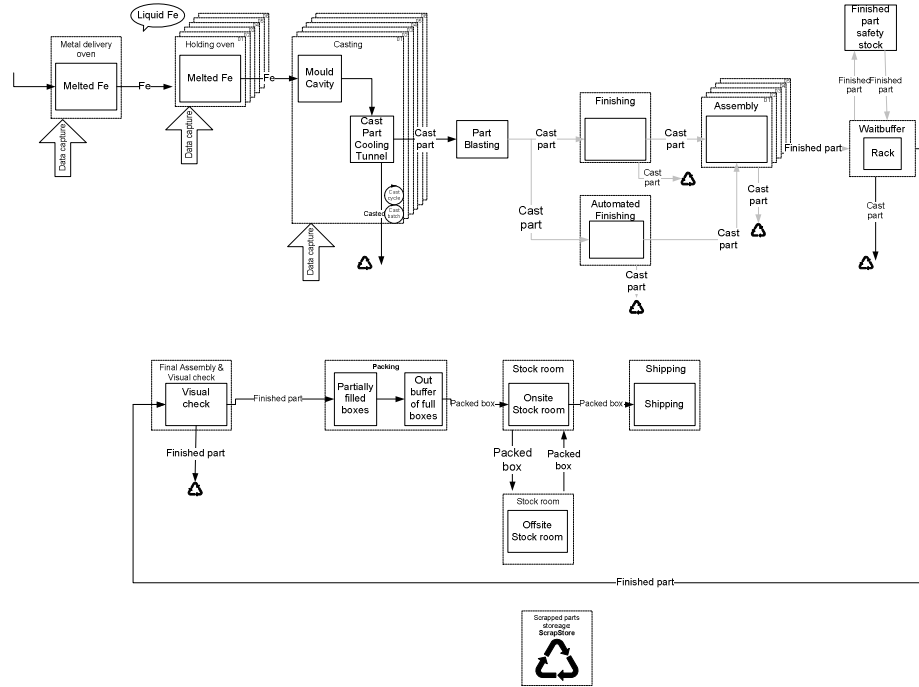 Liquid Fe
Metal delivery
oven
Melted Fe
Fe
Data capture
Holding oven
Melted Fe
Fe
Data capture
Casting
Mould
Cavity
Cast
Part
Cooling
Tunnel
Cast
cycle
Casted
Cast
batch
Data capture
Cast
part
Part
Blasting
Cast
part
Cast
part
Finishing
Cast
part
Cast
part
Automated
Finishing
Cast
part
Cast
part
Assembly
Cast
part
Finished part
Finished
part
safety
stock
Finished
part
Finished
part
Waitbuffer
Rack
Cast
part
Final Assembly &
Visual check
Visual
check
Finished part
Finished part
Packing
Partially
filled
boxes
Out
buffer
of full
boxes
Packed box
Stock room
Onsite
Stock room
Packed box
Shipping
Shipping
Packed
box
Packed
box
Stock room
Offsite
Stock room
Finished part
Scrapped parts
storeage:
ScrapStore